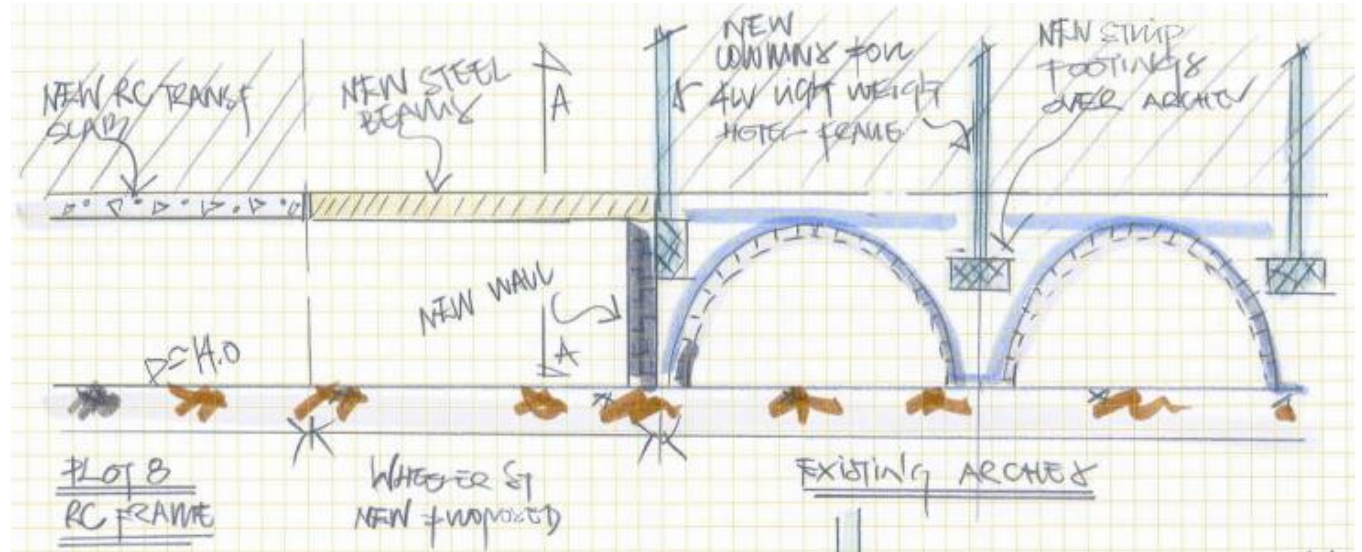 NEW RC TRANSF
SLAB
NEW STEEL
BEAMS
A
NEW
COLUMNS FOR
LIGHT WEIGHT
HOTEL FRAME
NEW STRIP
FOOTINGS
OVER ARCHES
NEW WALL
A
14.0
PLOT 8
RC FRAME
WHEELER ST
NEW PROPOSED
EXISTING ARCHES